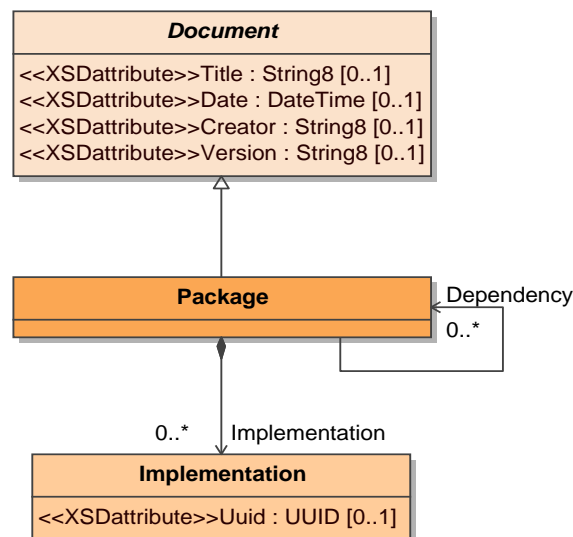 Document
<<XSDattribute>>Title : String8 [0..1]
<<XSDattribute>>Date : DateTime [0..1]
<<XSDattribute>>Creator : String8 [0..1]
<<XSDattribute>>Version : String8 [0..1]
Package
Dependency
0..*
0..* Implementation
Implementation
<<XSDattribute>>Uuid : UUID [0..1]